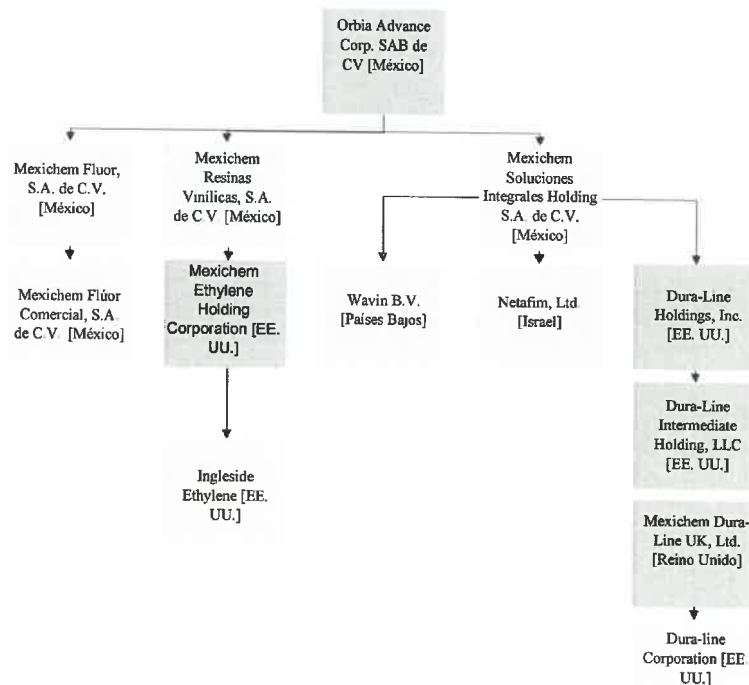 Orbia Advance
Corp. SAB de
CV [México]
Mexichem Fluor,
S.A. de C.V.
[México]
Mexichem
Resinas
Vinílicas, S.A.
de C.V [México]
Mexichem
Soluciones
Integrales Holding
S.A. de C.V.
[México]
Mexichem Flúor
Comercial, S.A.
de C.V. [México]
Mexichem
Ethylene
Holding
Corporation [EE.
UU.]
Wavin B.V.
[Países Bajos]
Netafim, Ltd
[Israel]
Dura-Line
Holdings, Inc.
[EE. UU.]
Dura-Line
Intermediate
Holding, LLC
[EE. UU.]
Ingleside
Ethylene [EE.
UU.]
Mexichem Dura-
Line UK, Ltd.
[Reino Unido]
Dura-line
Corporation [EE.
UU.]